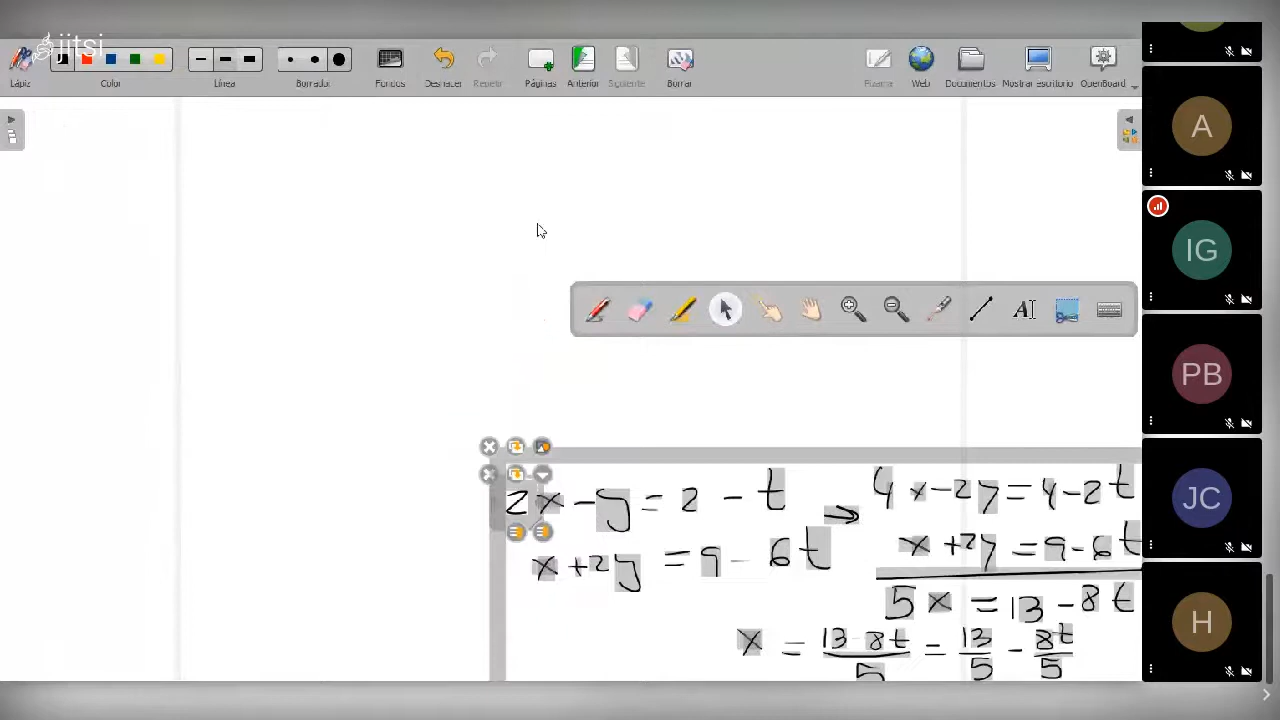 jitsi
Lápiz Color Línea Borrador Fondos Deshacer Repetir Páginas Anterior Siguiente Borrar Pizarra Web Documentos Mostrar escritorio OpenBoard
A
IG
PB
JC
H
2x-y=2-t → 4x-2y=4-2t
x+2y=9-6t x+2y=9-6t
5x=13-8t
x = 13-8t/5 = 13/5 - 8t/5